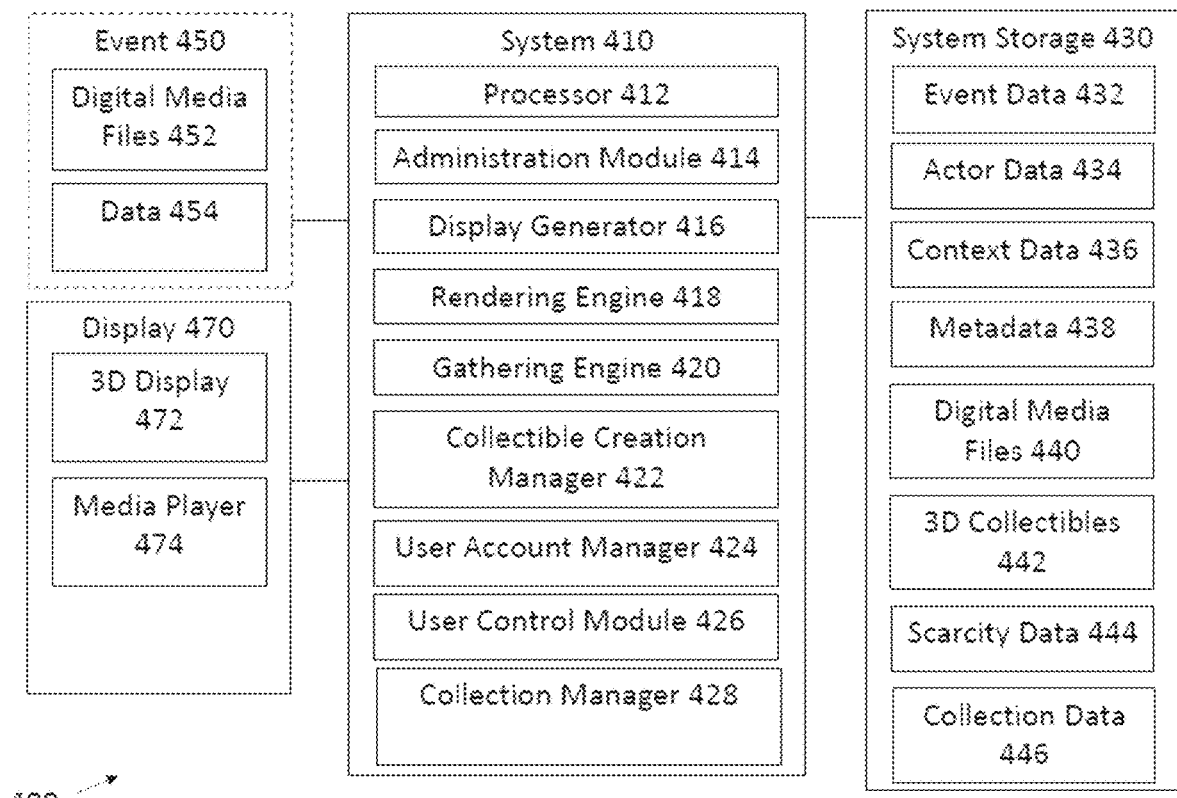 Event 450
Digital Media
Files 452
Data 454
Display 470
3D Display
472
Media Player
474
System 410
Processor 412
Administration Module 414
Display Generator 416
Rendering Engine 418
Gathering Engine 420
Collectible Creation
Manager 422
User Account Manager 424
User Control Module 426
Collection Manager 428
System Storage 430
Event Data 432
Actor Data 434
Context Data 436
Metadata 438
Digital Media
Files 440
3D Collectibles
442
Scarcity Data 444
Collection Data
446